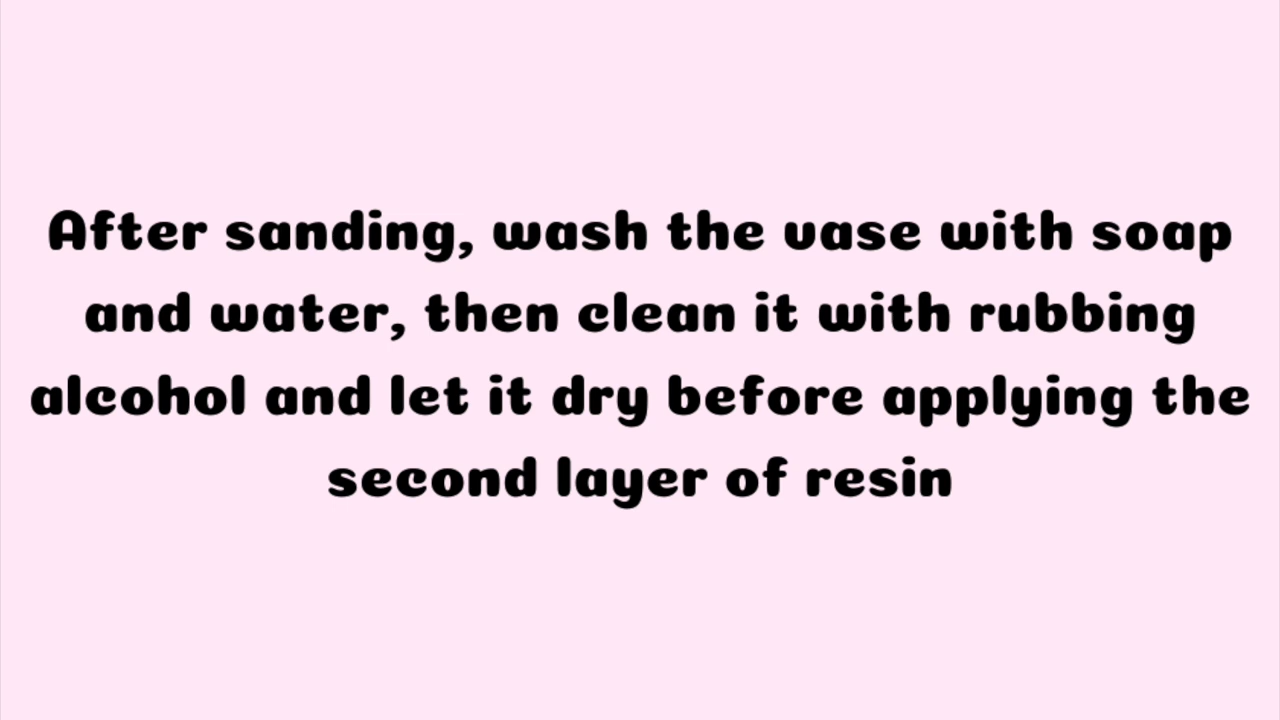 After sanding, wash the vase with soap
and water, then clean it with rubbing
alcohol and let it dry before applying the
second layer of resin